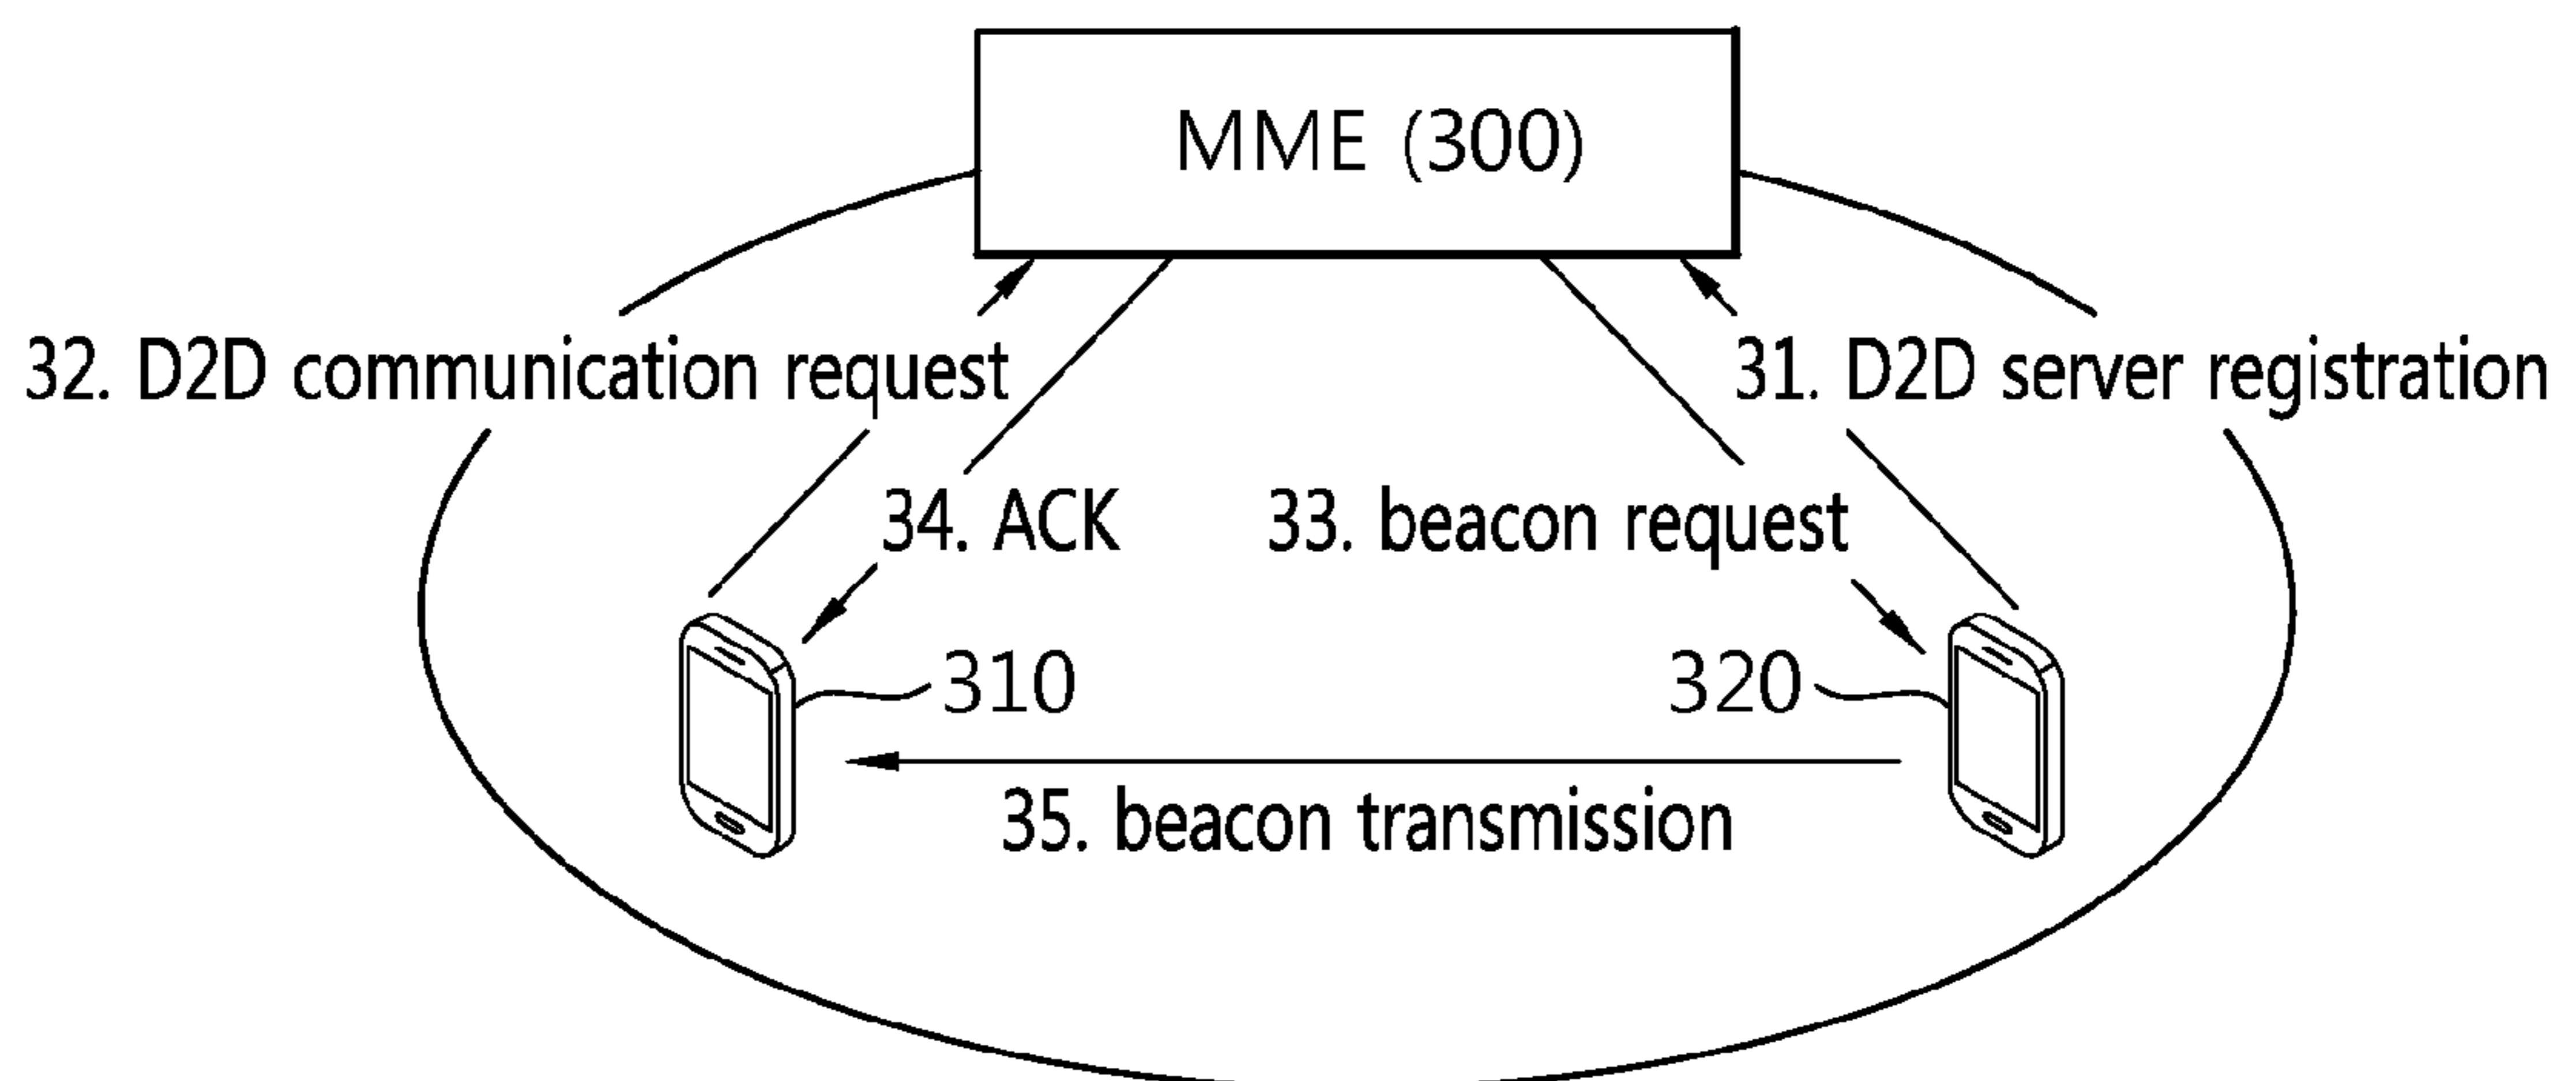 MME (300)
32. D2D communication request
31. D2D server registration
34. ACK
33. beacon request
310
320
35. beacon transmission